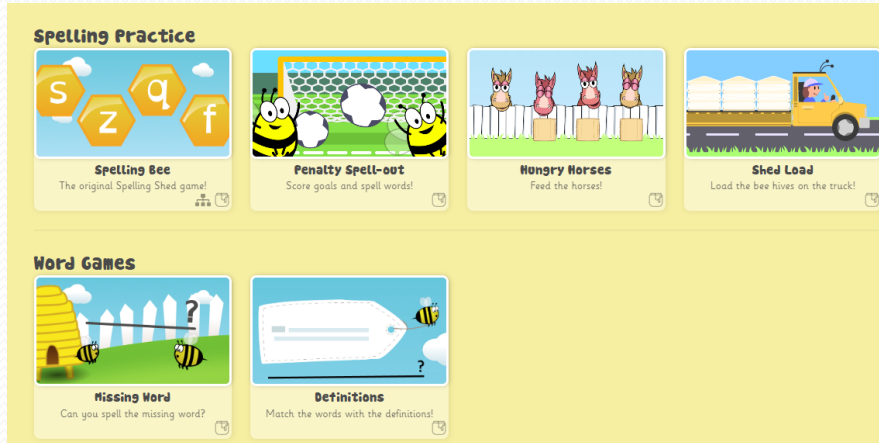 Spelling Practice
s
z
q
f
Spelling Bee
The original Spelling Shed game!
Penalty Spell-out
Score goals and spell words!
Hungry Horses
Feed the horses!
Shed Load
Load the bee hives on the truck!
Word Games
?
Missing Word
Can you spell the missing word?
?
Definitions
Match the words with the definitions!